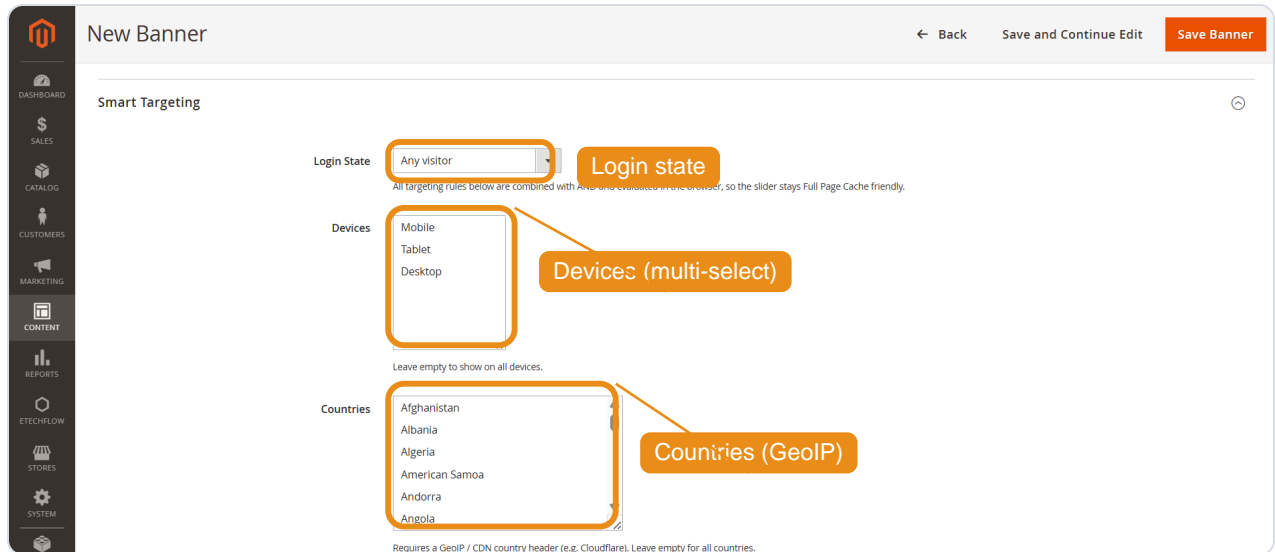 New Banner
← Back
Save and Continue Edit
Save Banner
DASHBOARD
SALES
CATALOG
CUSTOMERS
MARKETING
CONTENT
REPORTS
ETECHFLOW
STORES
SYSTEM
Smart Targeting
Login State
Any visitor
Login state
All targeting rules below are combined with AND and evaluated in the browser, so the slider stays Full Page Cache friendly.
Devices
Mobile
Tablet
Desktop
Devices (multi-select)
Leave empty to show on all devices.
Countries
Afghanistan
Albania
Algeria
American Samoa
Andorra
Angola
Countries (GeoIP)
Requires a GeoIP / CDN country header (e.g. Cloudflare). Leave empty for all countries.